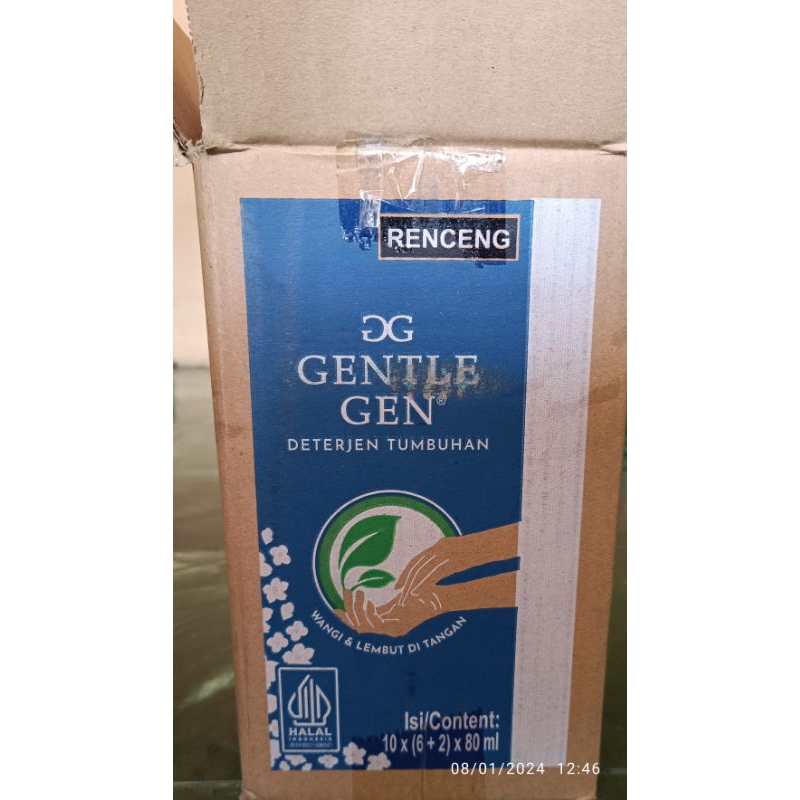 RENCENG
GG
GENTLE
GEN®
DETERJEN TUMBUHAN
WANGI & LEMBUT DI TANGAN
HALAL
INDONESIA
Isi/Content:
10 x (6 + 2) x 80 ml
08/01/2024 12:46